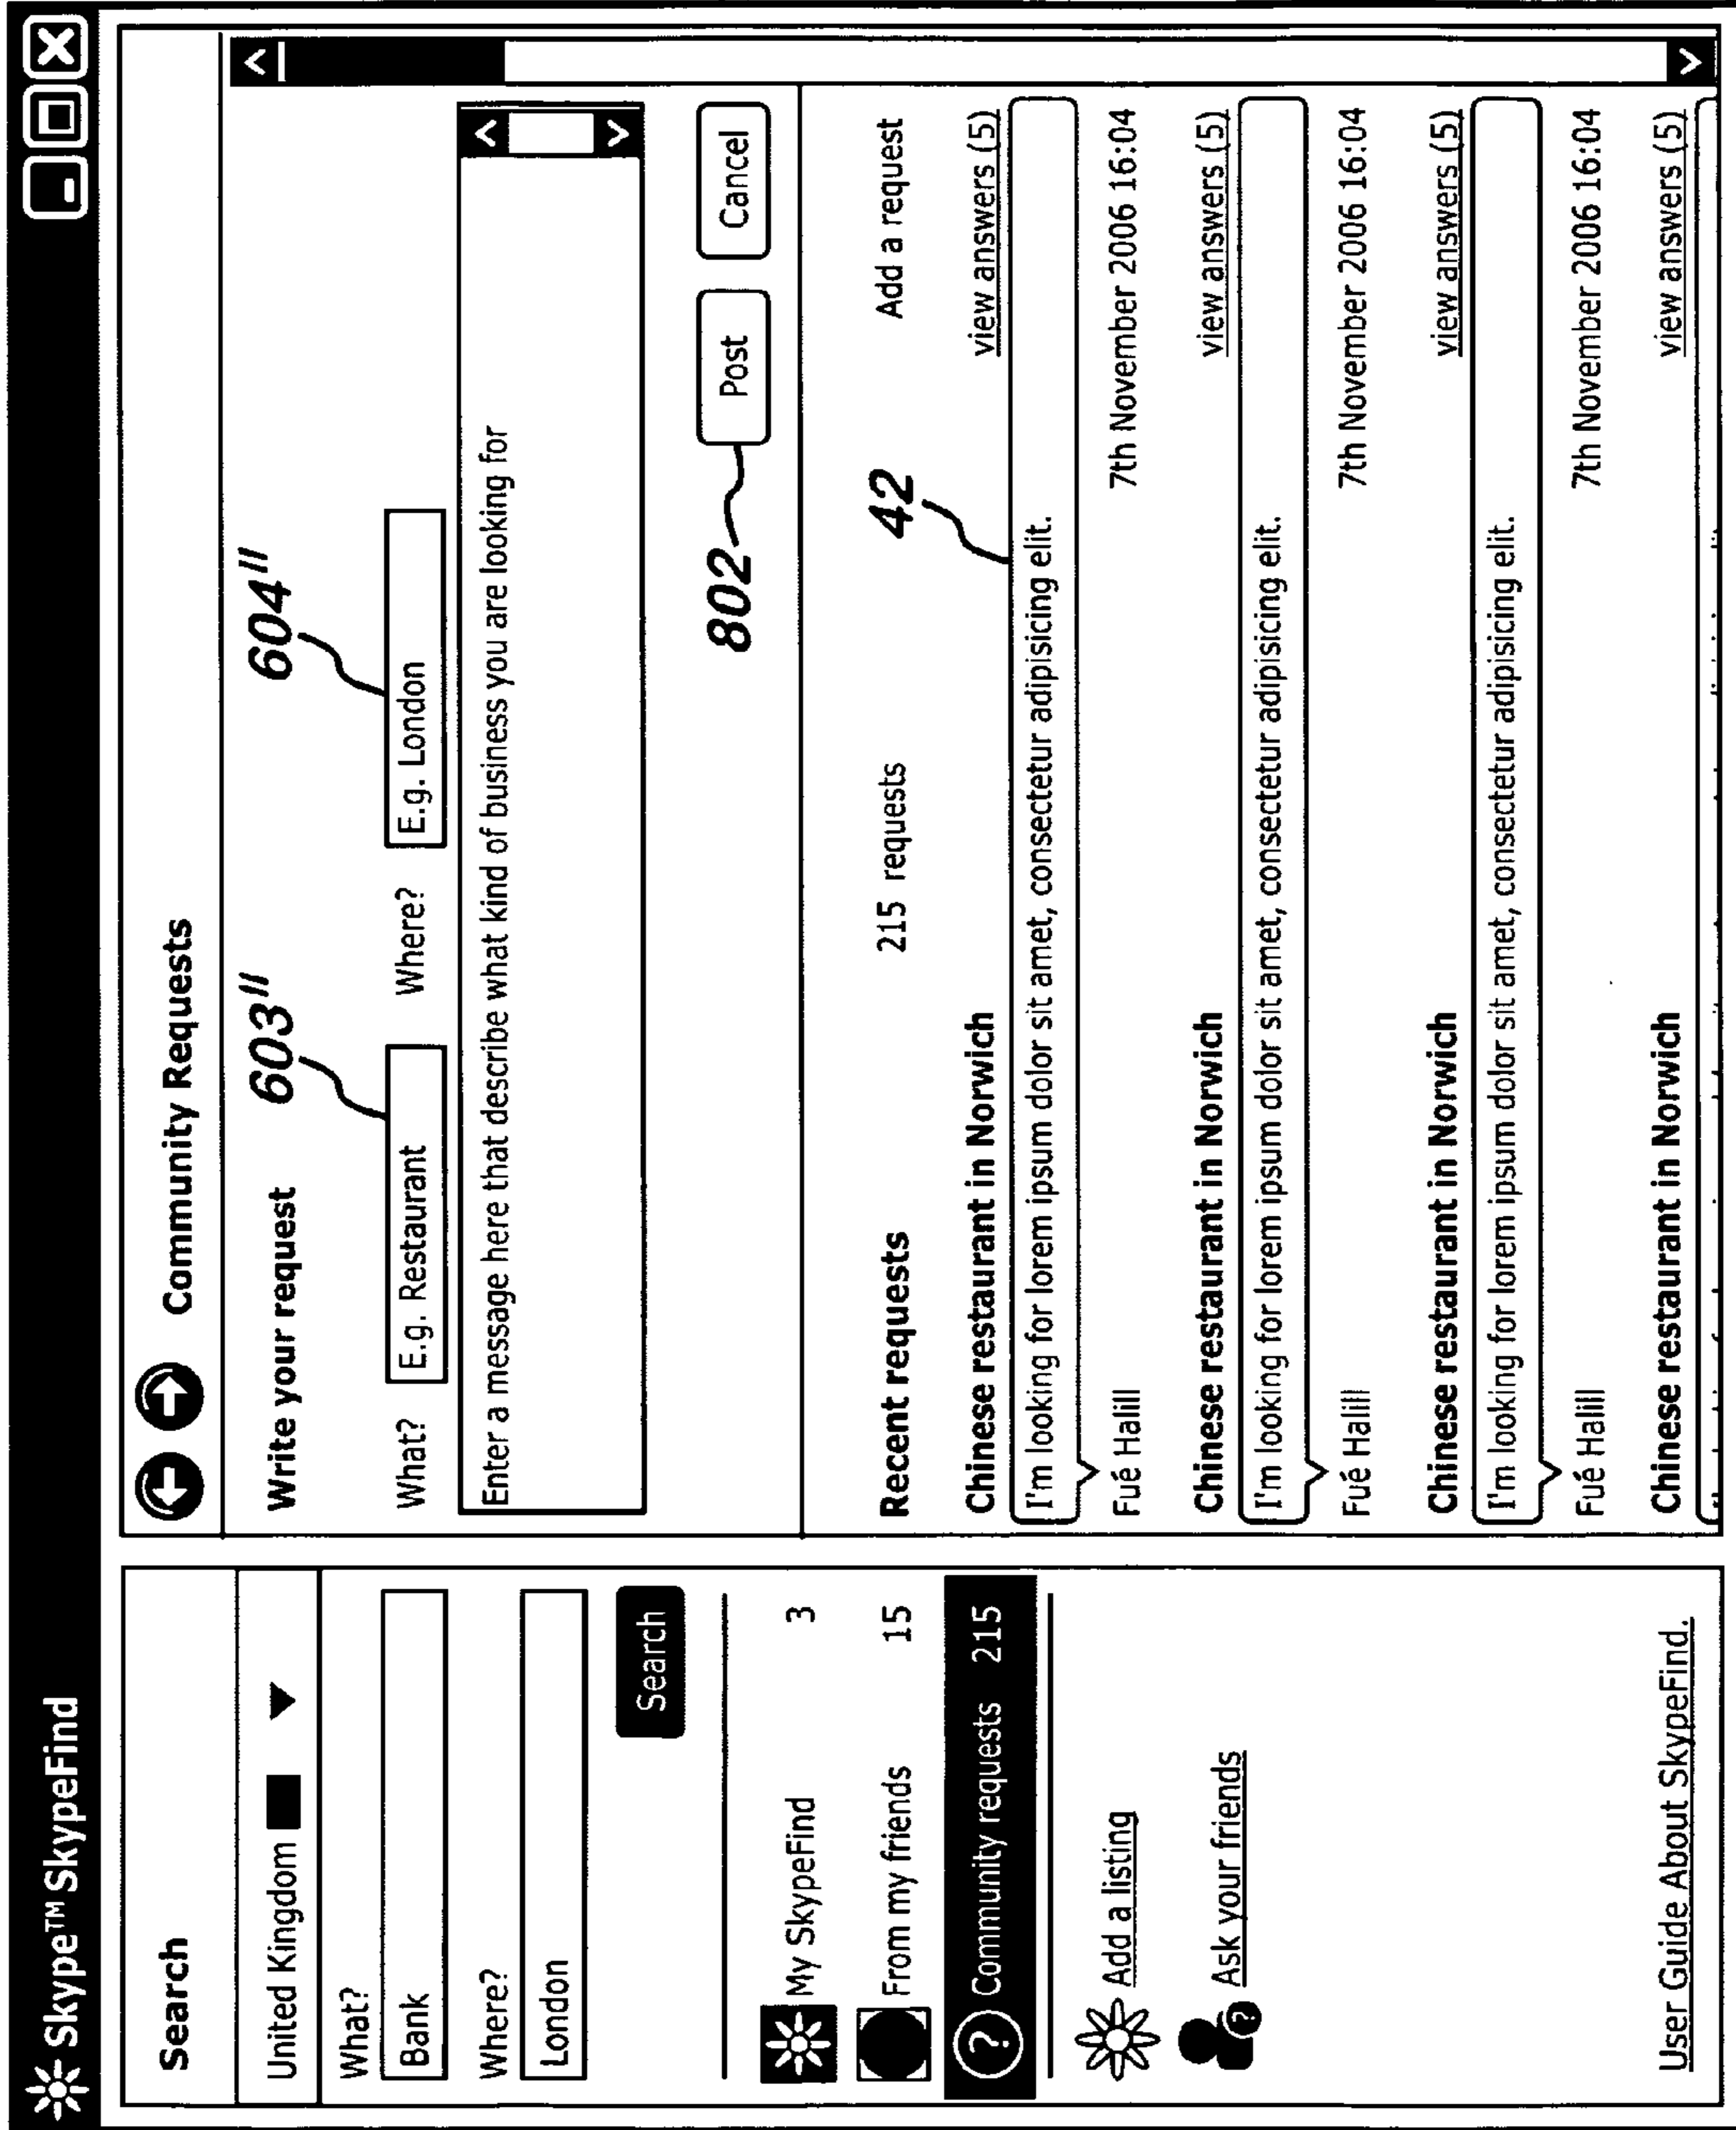 Skype™ SkypeFind
Search
United Kingdom
What?
Bank
Where?
London
Search
My SkypeFind 3
From my friends 15
? Community requests 215
Add a listing
? Ask your friends
User Guide About SkypeFind.
Community Requests
Write your request 603" 604"
What? E.g. Restaurant Where? E.g. London
Enter a message here that describe what kind of business you are looking for
802 Post Cancel
Recent requests 215 requests 42 Add a request
Chinese restaurant in Norwich view answers (5)
I'm looking for lorem ipsum dolor sit amet, consectetur adipisicing elit.
Fué Halill 7th November 2006 16:04
Chinese restaurant in Norwich view answers (5)
I'm looking for lorem ipsum dolor sit amet, consectetur adipisicing elit.
Fué Halill 7th November 2006 16:04
Chinese restaurant in Norwich view answers (5)
I'm looking for lorem ipsum dolor sit amet, consectetur adipisicing elit.
Fué Halill 7th November 2006 16:04
Chinese restaurant in Norwich view answers (5)